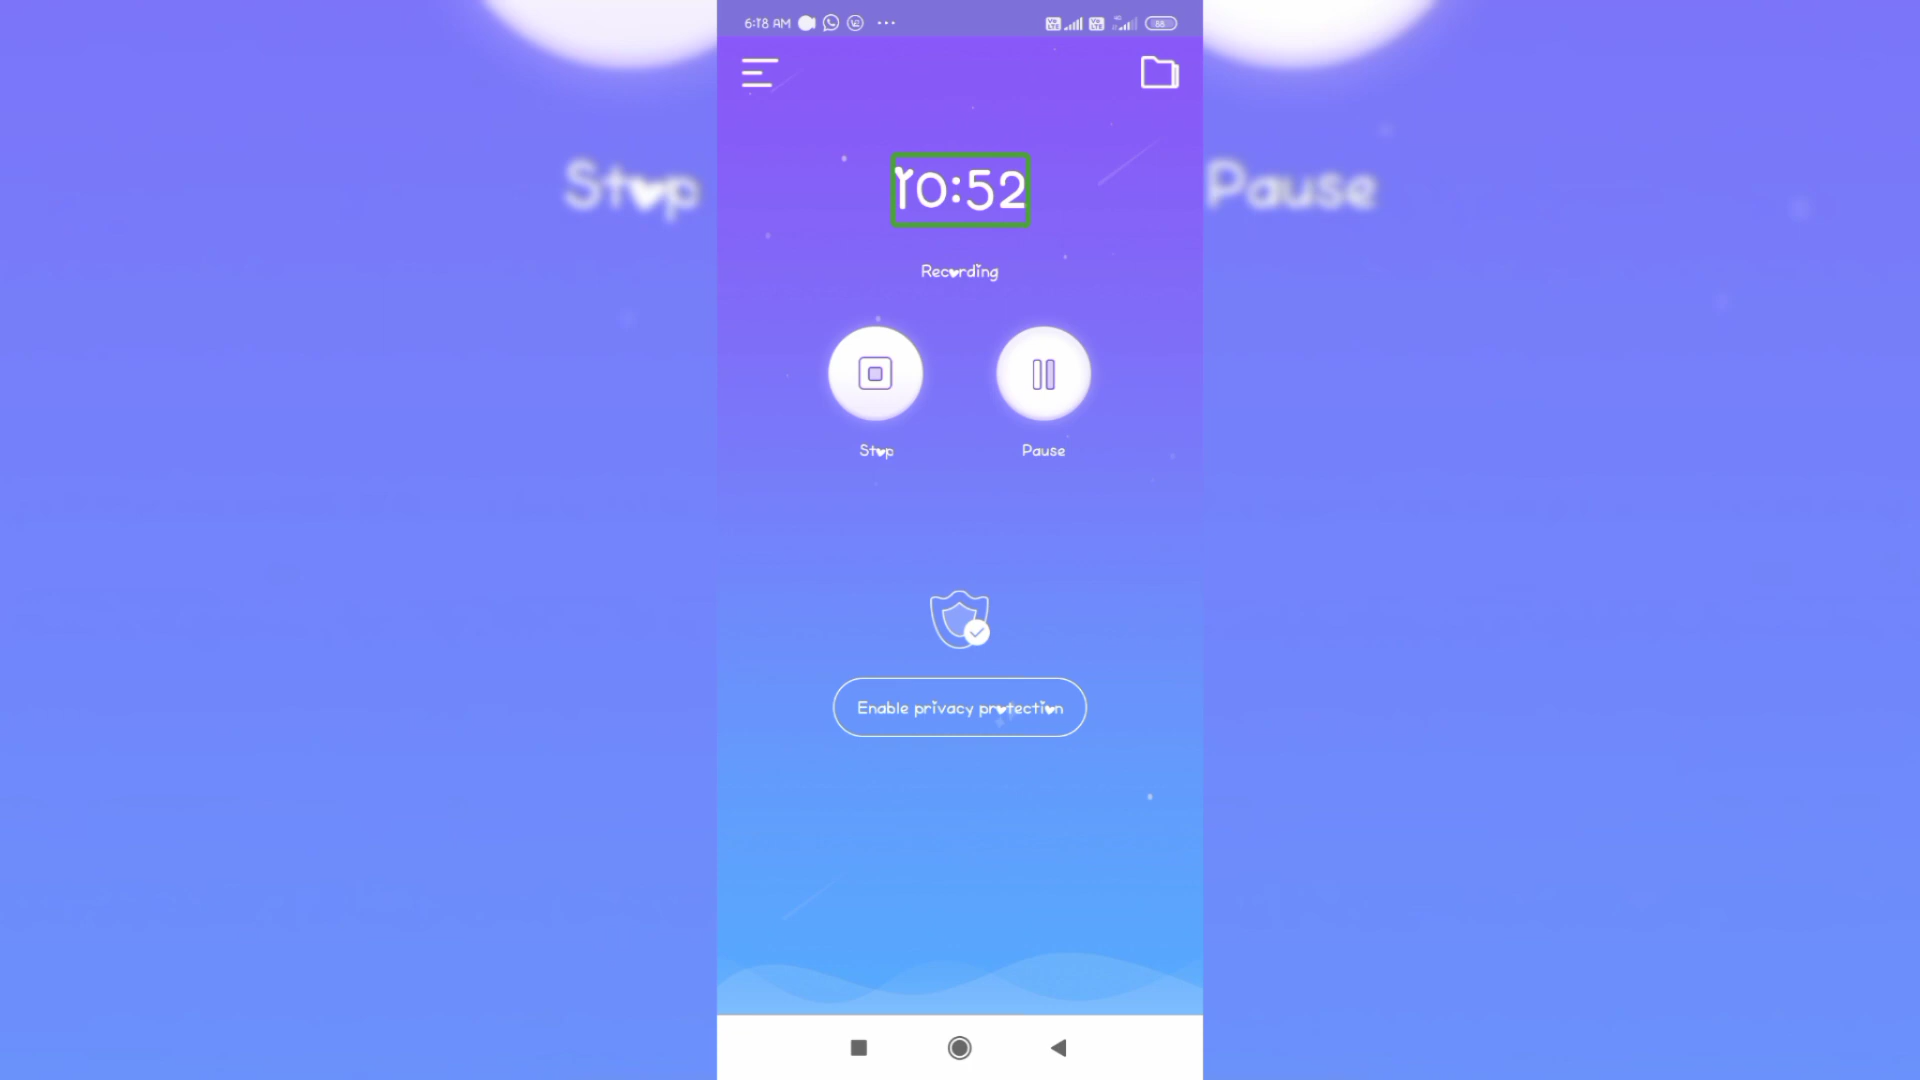 6:18 AM
10:52
Recording
Stop
Pause
Stop
Pause
Enable privacy protection